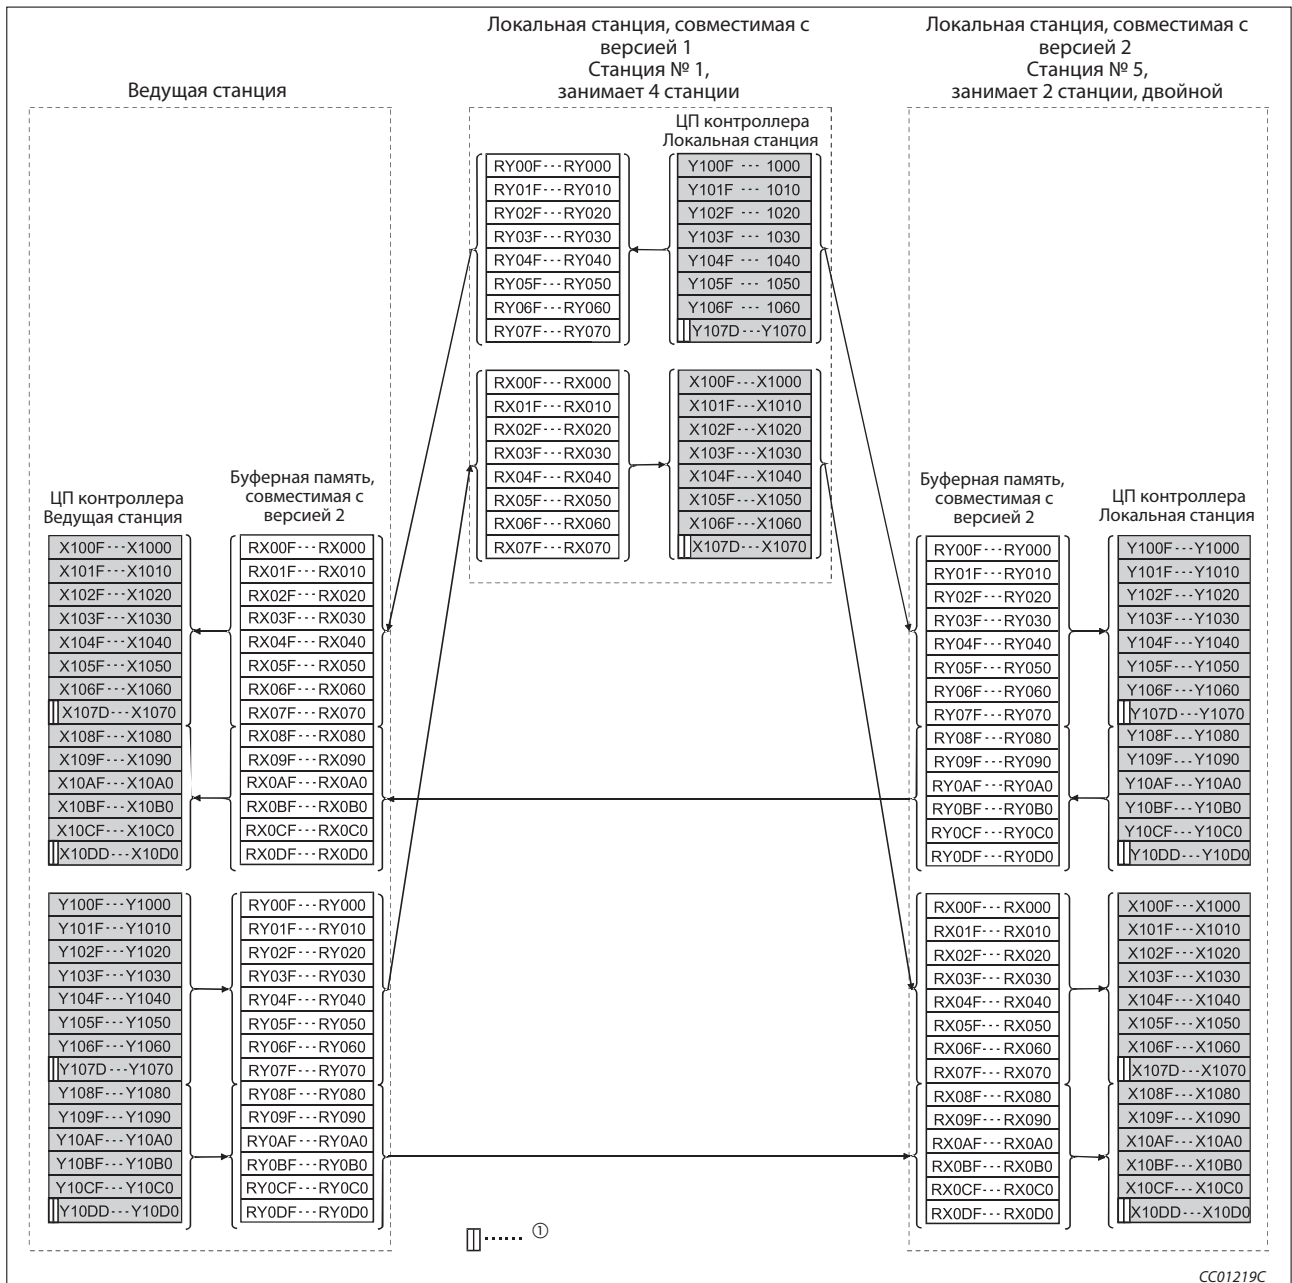 Ведущая станция
ЦП контроллера
Ведущая станция
Буферная память,
совместимая с
версией 2
X100F---X1000
X101F---X1010
X102F---X1020
X103F---X1030
X104F---X1040
X105F---X1050
X106F---X1060
X107D---X1070
X108F---X1080
X109F---X1090
X10AF---X10A0
X10BF---X10B0
X10CF---X10C0
X10DD---X10D0
RX00F---RX000
RX01F---RX010
RX02F---RX020
RX03F---RX030
RX04F---RX040
RX05F---RX050
RX06F---RX060
RX07F---RX070
RX08F---RX080
RX09F---RX090
RX0AF---RX0A0
RX0BF---RX0B0
RX0CF---RX0C0
RX0DF---RX0D0
Y100F---Y1000
Y101F---Y1010
Y102F---Y1020
Y103F---Y1030
Y104F---Y1040
Y105F---Y1050
Y106F---Y1060
Y107D---Y1070
Y108F---Y1080
Y109F---Y1090
Y10AF---Y10A0
Y10BF---Y10B0
Y10CF---Y10C0
Y10DD---Y10D0
RY00F---RY000
RY01F---RY010
RY02F---RY020
RY03F---RY030
RY04F---RY040
RY05F---RY050
RY06F---RY060
RY07F---RY070
RY08F---RY080
RY09F---RY090
RY0AF---RY0A0
RY0BF---RY0B0
RY0CF---RY0C0
RY0DF---RY0D0
Локальная станция, совместимая с
версией 1
Станция № 1,
занимает 4 станции
ЦП контроллера
Локальная станция
RY00F---RY000
RY01F---RY010
RY02F---RY020
RY03F---RY030
RY04F---RY040
RY05F---RY050
RY06F---RY060
RY07F---RY070
Y100F --- 1000
Y101F --- 1010
Y102F --- 1020
Y103F --- 1030
Y104F --- 1040
Y105F --- 1050
Y106F --- 1060
Y107D---Y1070
RX00F---RX000
RX01F---RX010
RX02F---RX020
RX03F---RX030
RX04F---RX040
RX05F---RX050
RX06F---RX060
RX07F---RX070
X100F---X1000
X101F---X1010
X102F---X1020
X103F---X1030
X104F---X1040
X105F---X1050
X106F---X1060
X107D---X1070
Локальная станция, совместимая с
версией 2
Станция № 5,
занимает 2 станции, двойной
Буферная память,
совместимая с
версией 2
ЦП контроллера
Локальная станция
RY00F---RY000
RY01F---RY010
RY02F---RY020
RY03F---RY030
RY04F---RY040
RY05F---RY050
RY06F---RY060
RY07F---RY070
RY08F---RY080
RY09F---RY090
RY0AF---RY0A0
RY0BF---RY0B0
RY0CF---RY0C0
RY0DF---RY0D0
Y100F---Y1000
Y101F---Y1010
Y102F---Y1020
Y103F---Y1030
Y104F---Y1040
Y105F---Y1050
Y106F---Y1060
Y107D---Y1070
Y108F---Y1080
Y109F---Y1090
Y10AF---Y10A0
Y10BF---Y10B0
Y10CF---Y10C0
Y10DD---Y10D0
RX00F---RX000
RX01F---RX010
RX02F---RX020
RX03F---RX030
RX04F---RX040
RX05F---RX050
RX06F---RX060
RX07F---RX070
RX08F---RX080
RX09F---RX090
RX0AF---RX0A0
RX0BF---RX0B0
RX0CF---RX0C0
RX0DF---RX0D0
X100F---X1000
X101F---X1010
X102F---X1020
X103F---X1030
X104F---X1040
X105F---X1050
X106F---X1060
X107D---X1070
X108F---X1080
X109F---X1090
X10AF---X10A0
X10BF---X10B0
X10CF---X10C0
X10DD---X10D0
...... ①
CC01219C